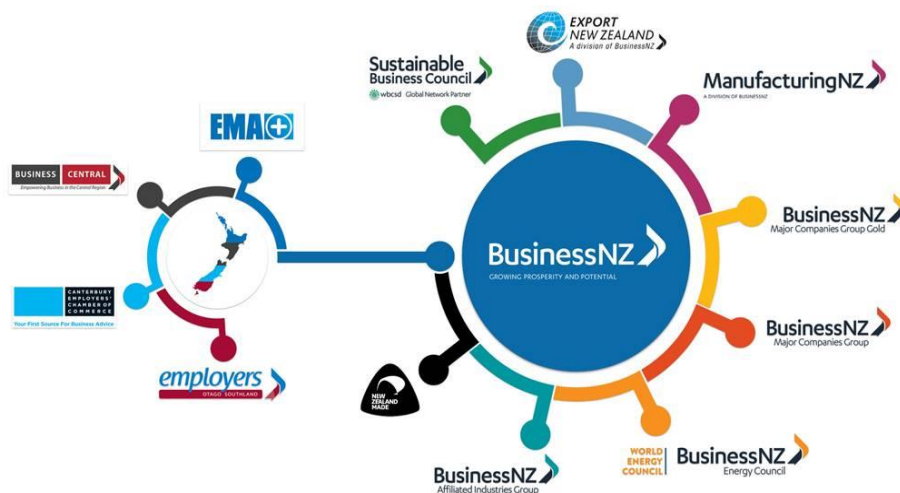 EXPORT
NEW ZEALAND
A division of BusinessNZ
Sustainable
Business Council
wbcsd Global Network Partner
ManufacturingNZ
A DIVISION OF BUSINESSNZ
EMA
BUSINESS CENTRAL
Empowering Business in the Central Region
BusinessNZ
Major Companies Group Gold
BusinessNZ
GROWING PROSPERITY AND POTENTIAL
CANTERBURY
EMPLOYERS'
CHAMBER OF
COMMERCE
Your First Source For Business Advice
BusinessNZ
Major Companies Group
employers
OTAGO SOUTHLAND
NEW
ZEALAND
MADE
WORLD
ENERGY
COUNCIL
BusinessNZ
Energy Council
BusinessNZ
Affiliated Industries Group